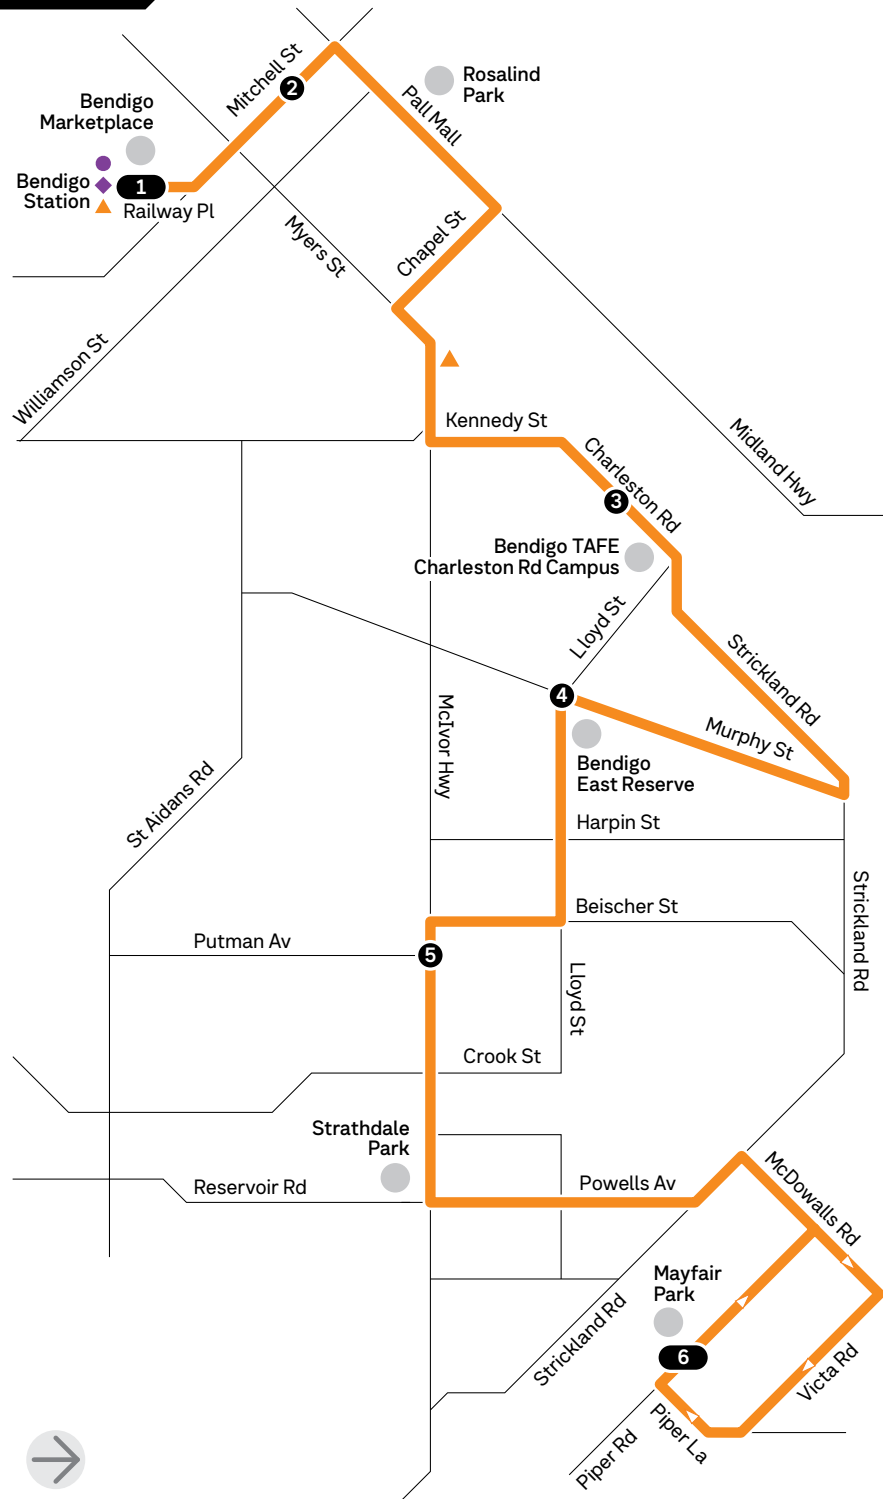 Mitchell St
2
Rosalind
Park
Pall Mall
Bendigo
Marketplace
Bendigo
Station
1
Railway Pl
Myers St
Chapel St
Williamson St
Kennedy St
Charleston Rd
Midland Hwy
3
Bendigo TAFE
Charleston Rd Campus
Lloyd St
Strickland Rd
4
McIvor Hwy
Murphy St
Bendigo
East Reserve
St Aidans Rd
Harpin St
Strickland Rd
Beischer St
Putman Av
5
Lloyd St
Crook St
Strathdale
Park
Reservoir Rd
Powells Av
McDowalls Rd
Mayfair
Park
Strickland Rd
6
Victa Rd
Piper La
Piper Rd